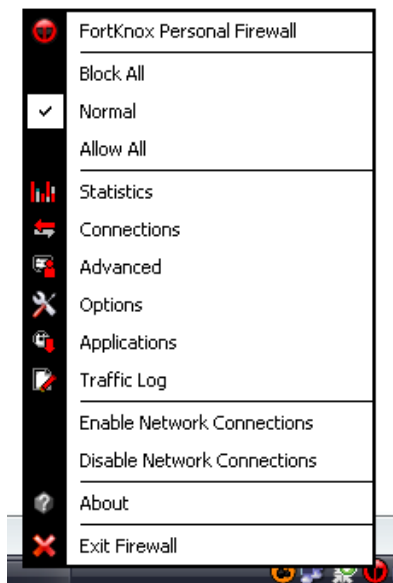 FortKnox Personal Firewall
Block All
Normal
Allow All
Statistics
Connections
Advanced
Options
Applications
Traffic Log
Enable Network Connections
Disable Network Connections
About
Exit Firewall